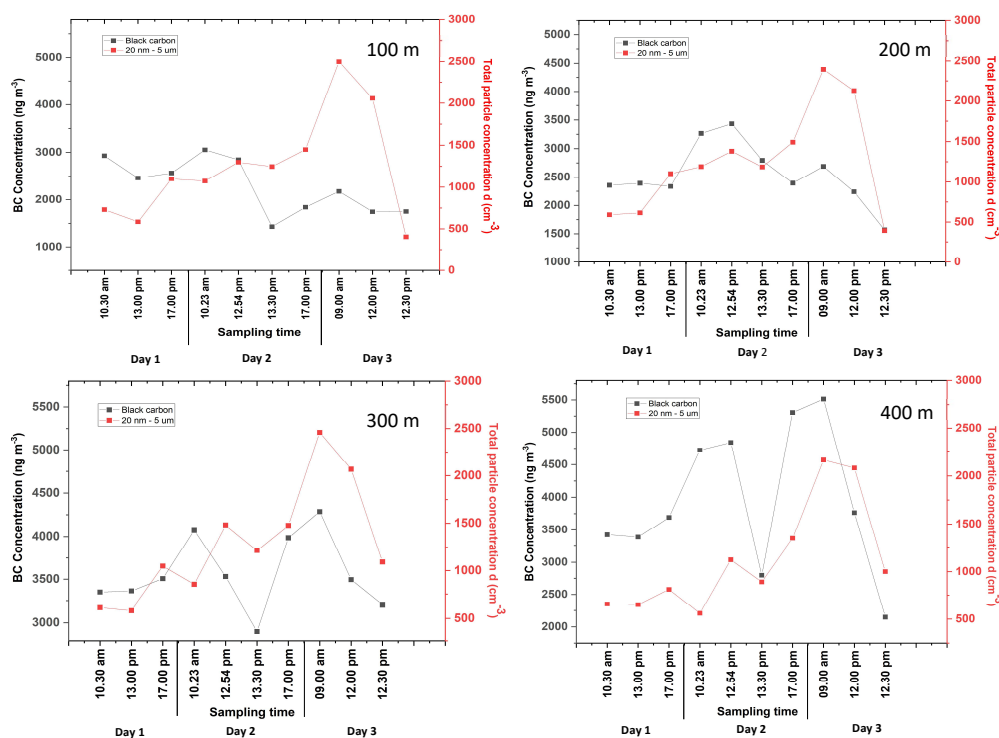 100 m
Black carbon
20 nm - 5 um
BC Concentration (ng m-3)
5000
4000
3000
2000
1000
Total particle concentration d (cm-3)
3000
2500
2000
1500
1000
500
0
10.30 am
13.00 pm
17.00 pm
10.23 am
12.54 pm
13.30 pm
17.00 pm
09.00 am
12.00 pm
12.30 pm
Sampling time
Day 1
Day 2
Day 3
200 m
Black carbon
20 nm - 5 um
BC Concentration (ng m-3)
5000
4500
4000
3500
3000
2500
2000
1500
1000
Total particle concentration d (cm-3)
3000
2500
2000
1500
1000
500
0
10.30 am
13.00 pm
17.00 pm
10.23 am
12.54 pm
13.30 pm
17.00 pm
09.00 am
12.00 pm
12.30 pm
Sampling time
Day 1
Day 2
Day 3
300 m
Black carbon
20 nm - 5 um
BC Concentration (ng m-3)
5500
5000
4500
4000
3500
3000
Total particle concentration d (cm-3)
3000
2500
2000
1500
1000
500
10.30 am
13.00 pm
17.00 pm
10.23 am
12.54 pm
13.30 pm
17.00 pm
09.00 am
12.00 pm
12.30 pm
Sampling time
Day 1
Day 2
Day 3
400 m
Black carbon
20 nm - 5 um
BC Concentration (ng m-3)
5500
5000
4500
4000
3500
3000
2500
2000
Total particle concentration d (cm-3)
3000
2500
2000
1500
1000
500
10.30 am
13.00 pm
17.00 pm
10.23 am
12.54 pm
13.30 pm
17.00 pm
09.00 am
12.00 pm
12.30 pm
Sampling time
Day 1
Day 2
Day 3